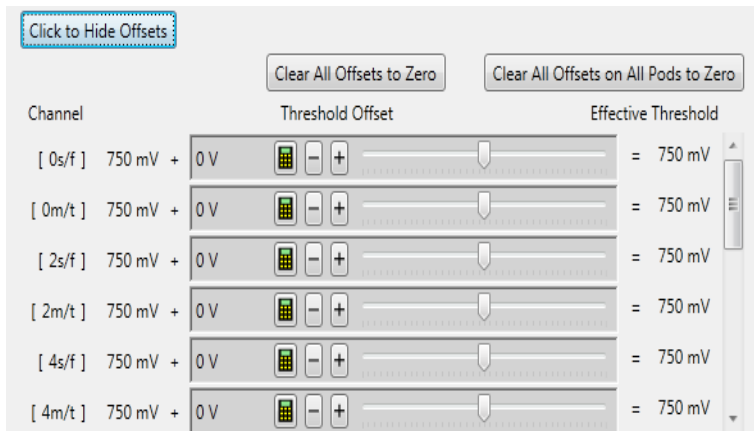 Click to Hide Offsets
Clear All Offsets to Zero Clear All Offsets on All Pods to Zero
Channel Threshold Offset Effective Threshold
[ 0s/f ] 750 mV + 0 V - + = 750 mV
[ 0m/t ] 750 mV + 0 V - + = 750 mV
[ 2s/f ] 750 mV + 0 V - + = 750 mV
[ 2m/t ] 750 mV + 0 V - + = 750 mV
[ 4s/f ] 750 mV + 0 V - + = 750 mV
[ 4m/t ] 750 mV + 0 V - + = 750 mV